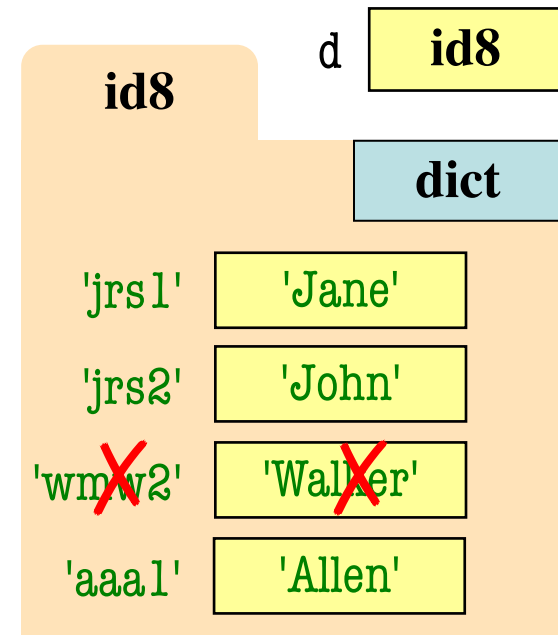 d id8
id8
dict
'jrs1' 'Jane'
'jrs2' 'John'
'wmw2' 'Walker'
'aaa1' 'Allen'